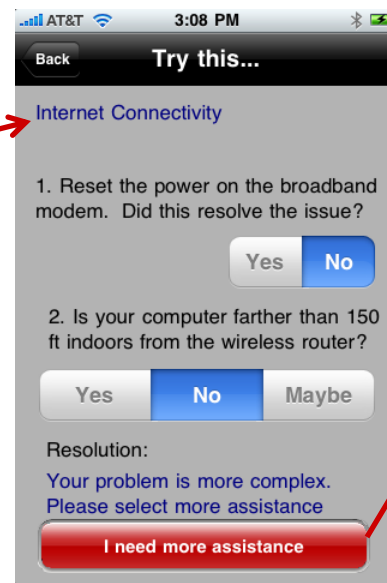 AT&T 3:08 PM
Back Try this...
Internet Connectivity
1. Reset the power on the broadband
modem. Did this resolve the issue?
Yes No
2. Is your computer farther than 150
ft indoors from the wireless router?
Yes No Maybe
Resolution:
Your problem is more complex.
Please select more assistance
I need more assistance